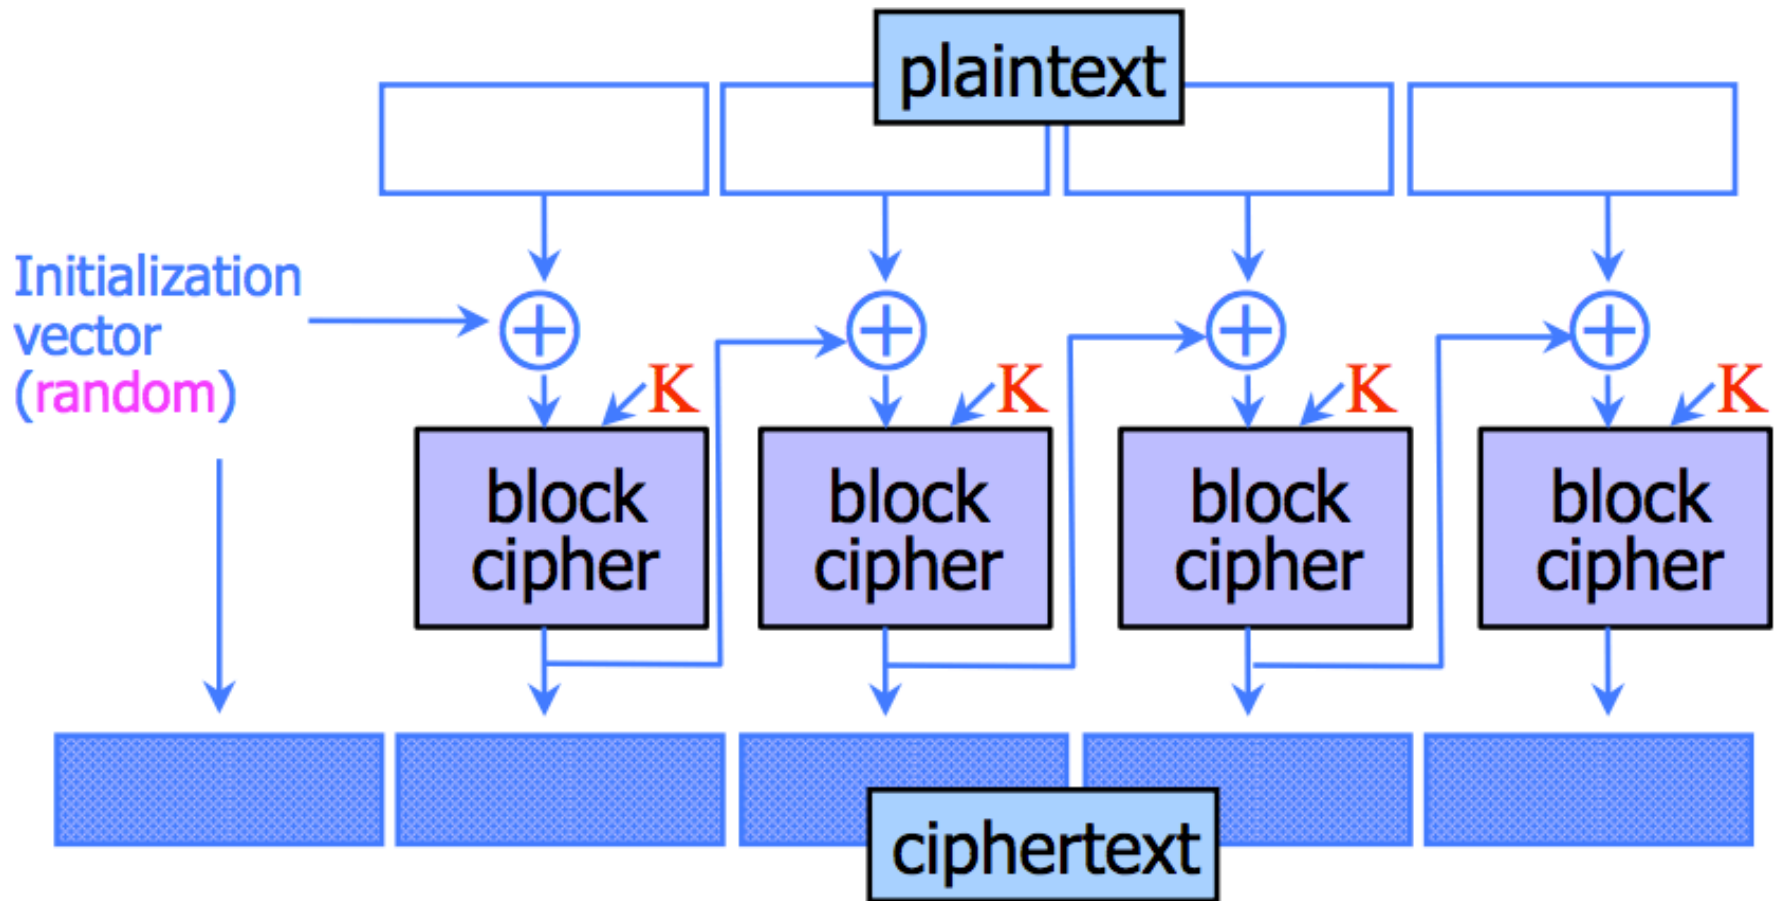 plaintext
Initialization
vector
(random)
K
K
K
K
block
cipher
block
cipher
block
cipher
block
cipher
ciphertext